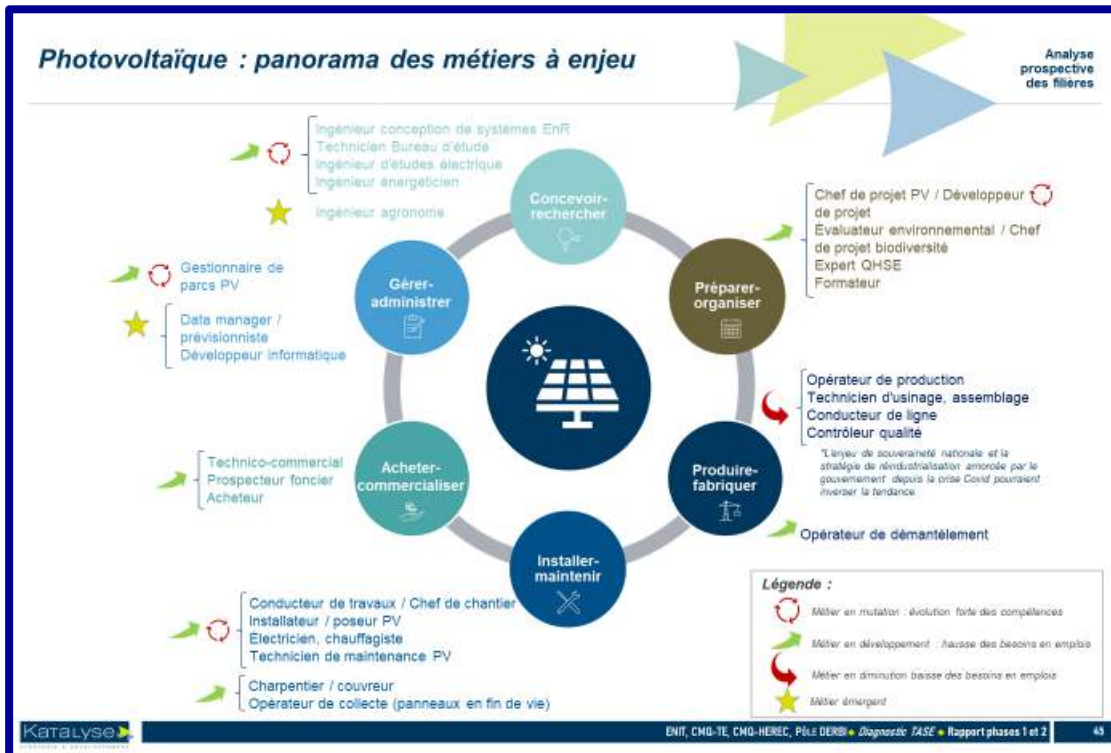 Photovoltaïque : panorama des métiers à enjeu
Analyse
prospective
des filières
Ingénieur conception de systèmes EnR
Technicien Bureau d'étude
Ingénieur d'études électrique
Ingénieur énergéticien
Ingénieur agronome
Concevoir-
rechercher
Chef de projet PV / Développeur
de projet
Évaluateur environnemental / Chef
de projet biodiversité
Expert QHSE
Formateur
Préparer-
organiser
Gestionnaire de
parcs PV
Data manager /
prévisionniste
Développeur informatique
Gérer-
administrer
Opérateur de production
Technicien d'usinage, assemblage
Conducteur de ligne
Contrôleur qualité
*L'enjeu de souveraineté nationale et la
stratégie de réindustrialisation amorcée par le
gouvernement depuis la crise Covid pourraient
inverser la tendance.
Produire-
fabriquer
Opérateur de démantèlement
Technico-commercial
Prospecteur foncier
Acheteur
Acheter-
commercialiser
Installer-
maintenir
Conducteur de travaux / Chef de chantier
Installateur / poseur PV
Électricien, chauffagiste
Technicien de maintenance PV
Charpentier / couvreur
Opérateur de collecte (panneaux en fin de vie)
Légende :
Métier en mutation : évolution forte des compétences
Métier en développement : hausse des besoins en emplois
Métier en diminution baisse des besoins en emplois
Métier émergent
KATALYSE
ENIT, CMQ-TE, CMQ-HEREC, PÔLE DERBI • Diagnostic TASE • Rapport phases 1 et 2